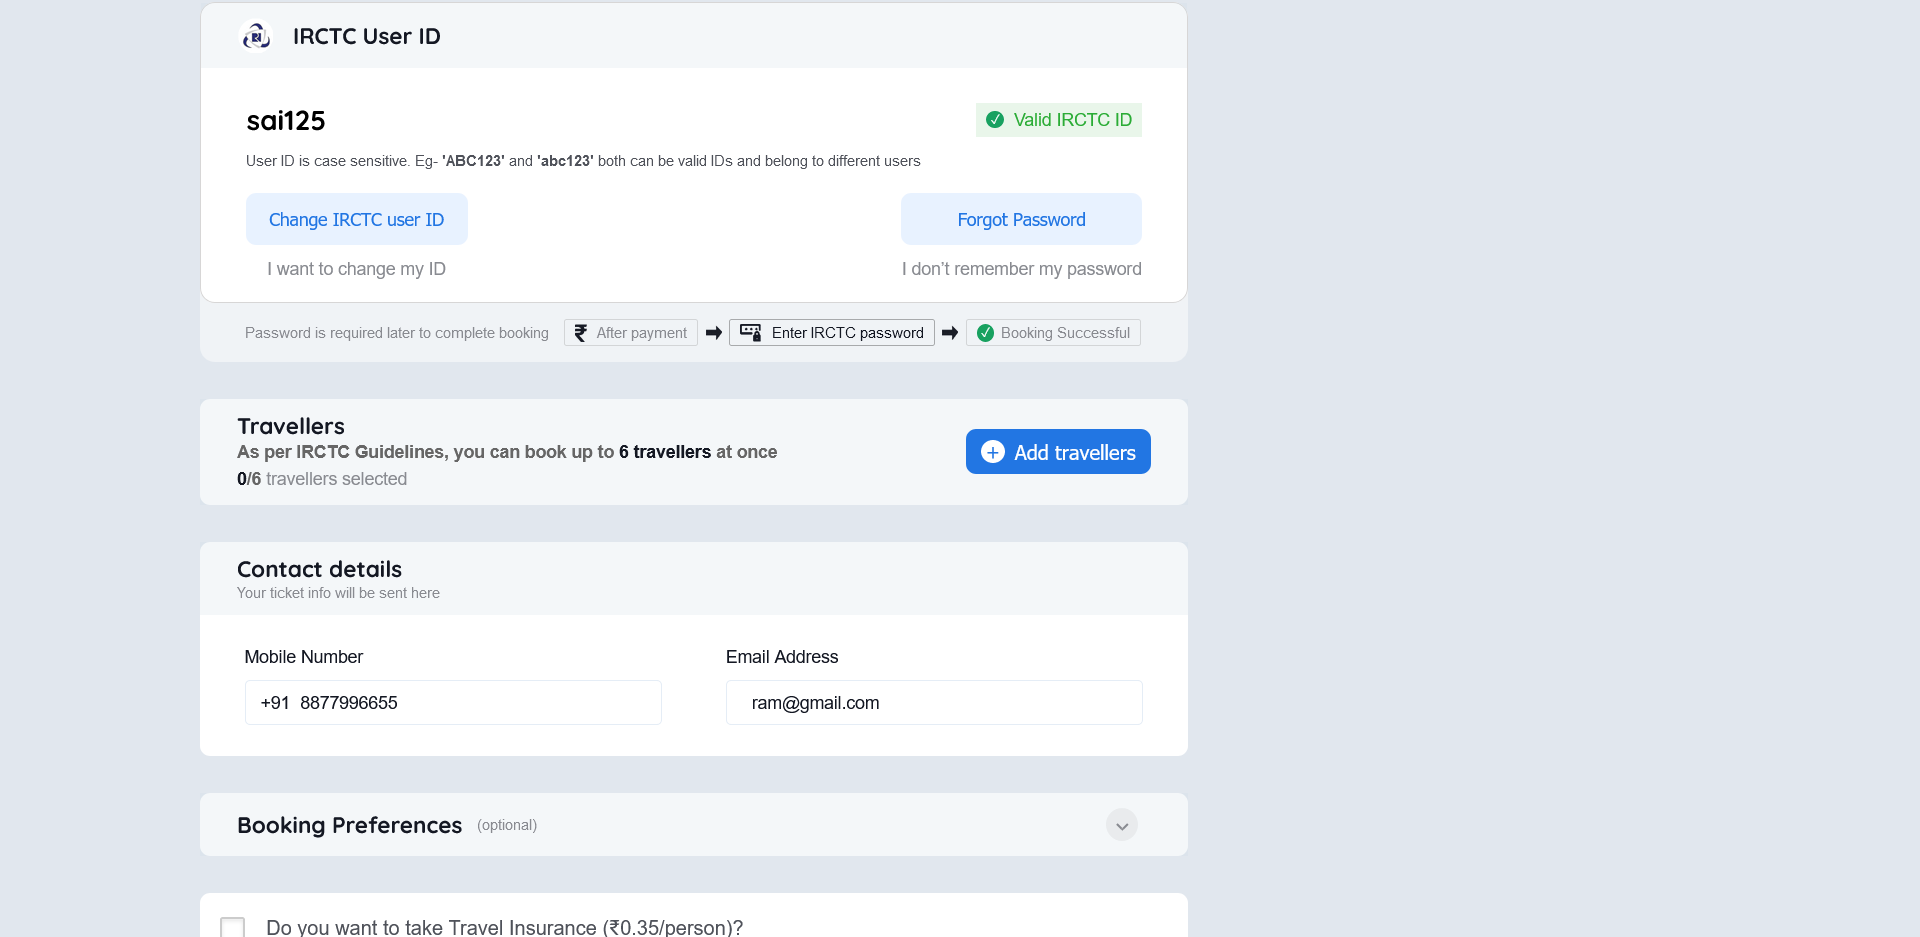 IRCTC User ID
sai125
Valid IRCTC ID
User ID is case sensitive. Eg- 'ABC123' and 'abc123' both can be valid IDs and belong to different users
Change IRCTC user ID
Forgot Password
I want to change my ID
I don't remember my password
Password is required later to complete booking
After payment
Enter IRCTC password
Booking Successful
Travellers
As per IRCTC Guidelines, you can book up to 6 travellers at once
0/6 travellers selected
Add travellers
Contact details
Your ticket info will be sent here
Mobile Number
Email Address
+91 8877996655
ram@gmail.com
Booking Preferences (optional)
Do you want to take Travel Insurance (₹0.35/person)?